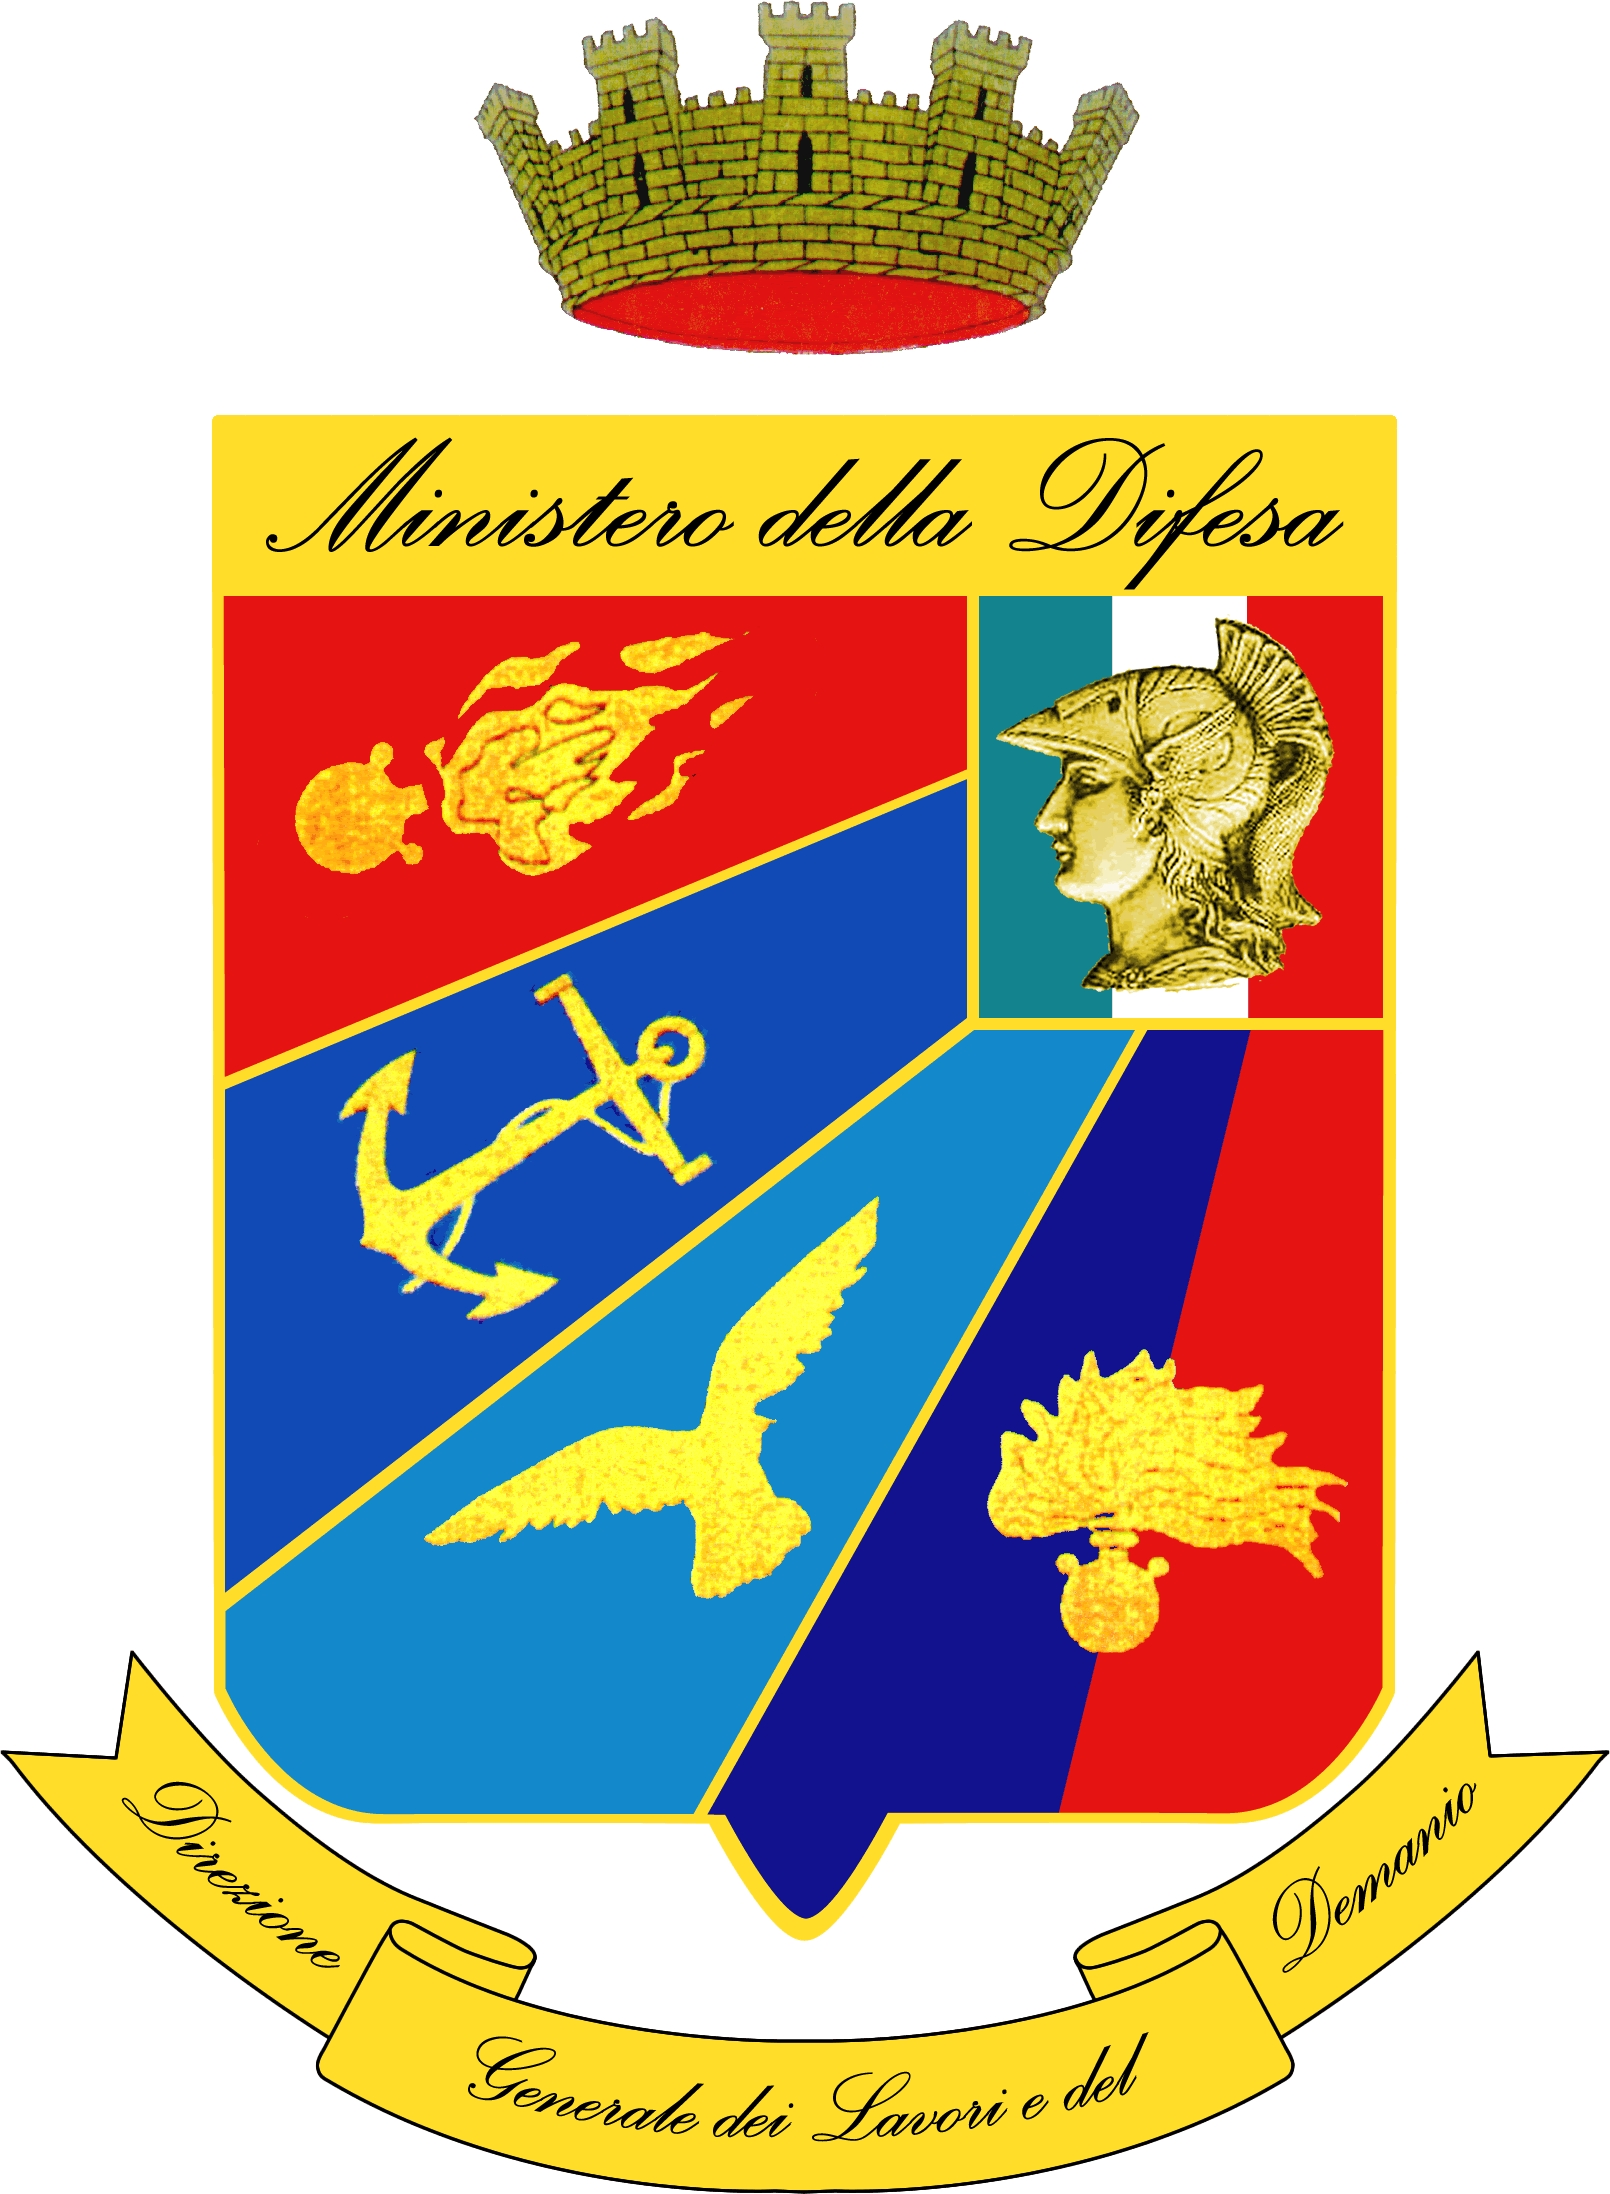 Ministero della Difesa
Direzione
Generale dei Lavori e del
Demanio